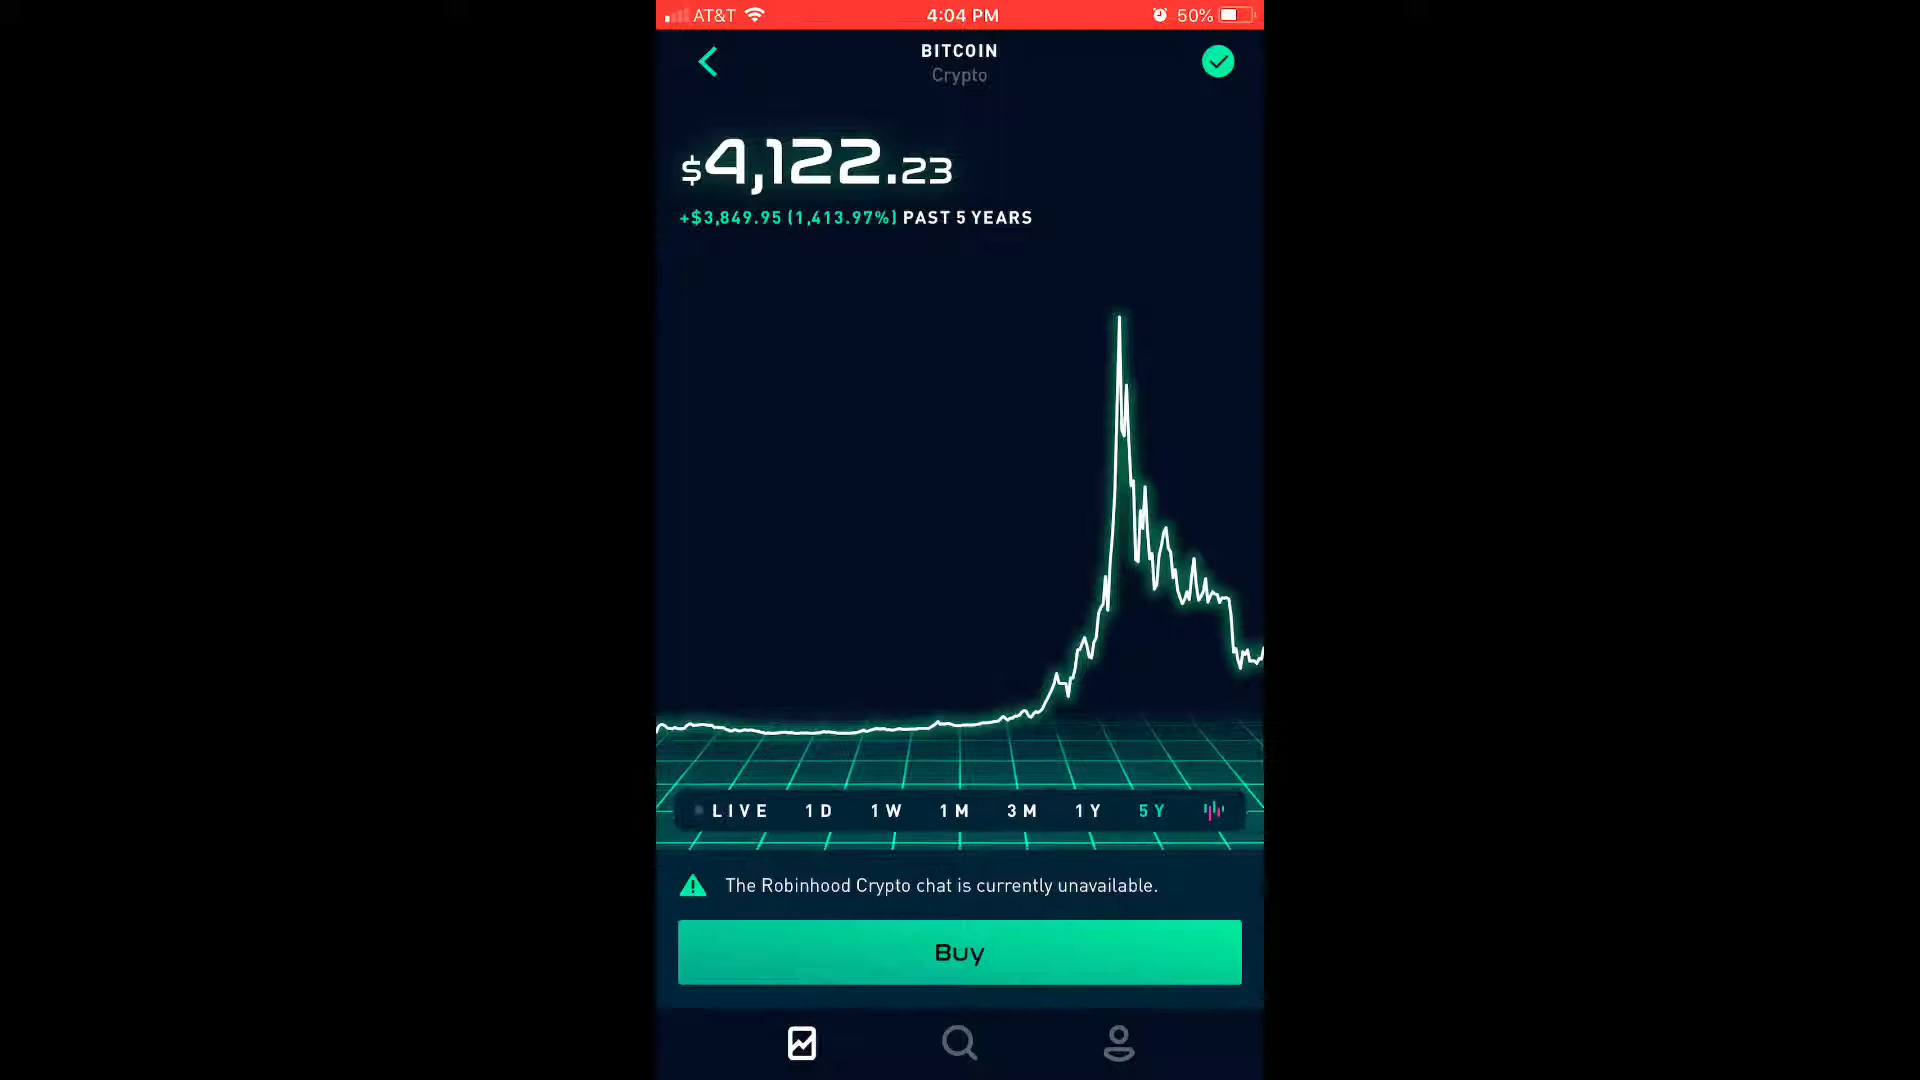 AT&T 4:04 PM 50%
BITCOIN
Crypto
$4,122.23
+$3,849.95 (1,413.97%) PAST 5 YEARS
LIVE 1D 1W 1M 3M 1Y 5Y
The Robinhood Crypto chat is currently unavailable.
Buy